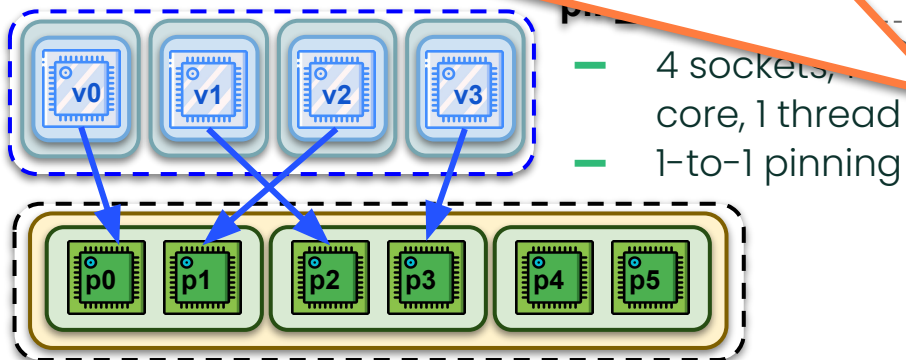 v0 v1 v2 v3
4 sockets,
core, 1 thread
1-to-1 pinning
p0 p1 p2 p3 p4 p5